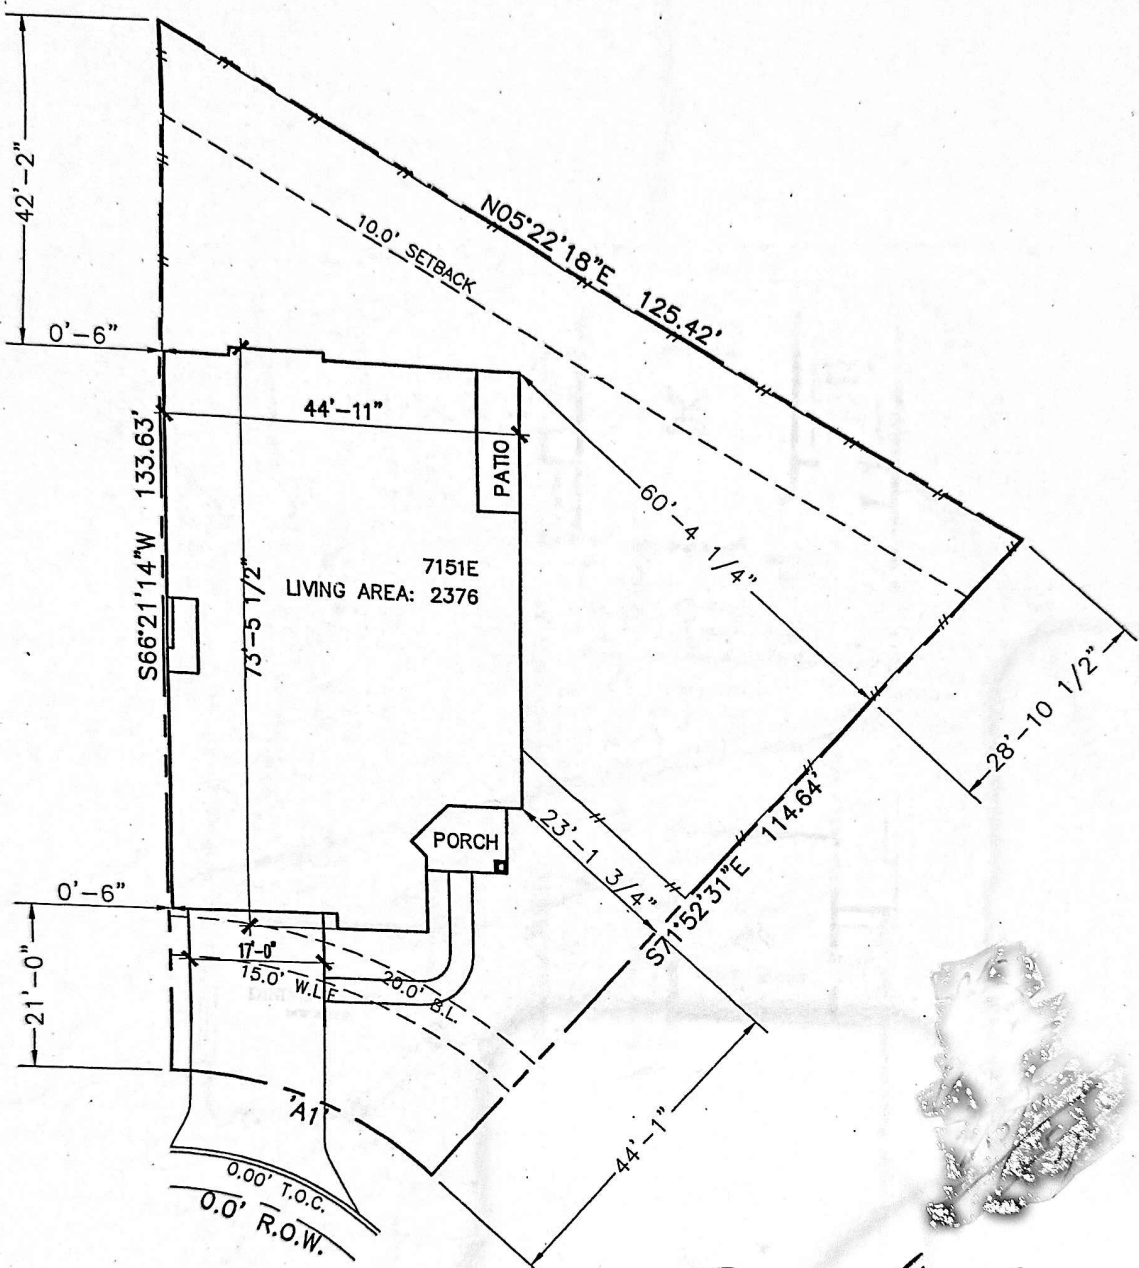 42'-2"
N05°22'18"E 125.42'
10.0' SETBACK
0'-6"
44'-11"
PATIO
S66°21'14"W 133.63'
60'-4 1/4"
7151E
LIVING AREA: 2376
73'-5 1/2"
28'-10 1/2"
S71°52'31"E 114.64'
PORCH
23'-1 3/4"
0'-6"
21'-0"
17'-0"
15.0' W.L.E
20.0' B.L.
'A1'
44'-1"
0.00' T.O.C.
0.0' R.O.W.